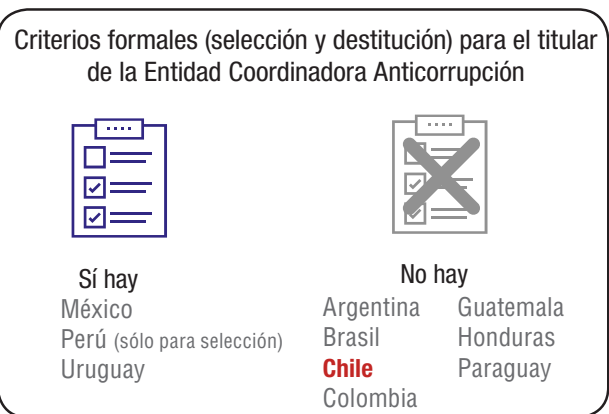 Criterios formales (selección y destitución) para el titular
de la Entidad Coordinadora Anticorrupción
Sí hay
México
Perú (sólo para selección)
Uruguay
No hay
Argentina
Brasil
Chile
Colombia
Guatemala
Honduras
Paraguay